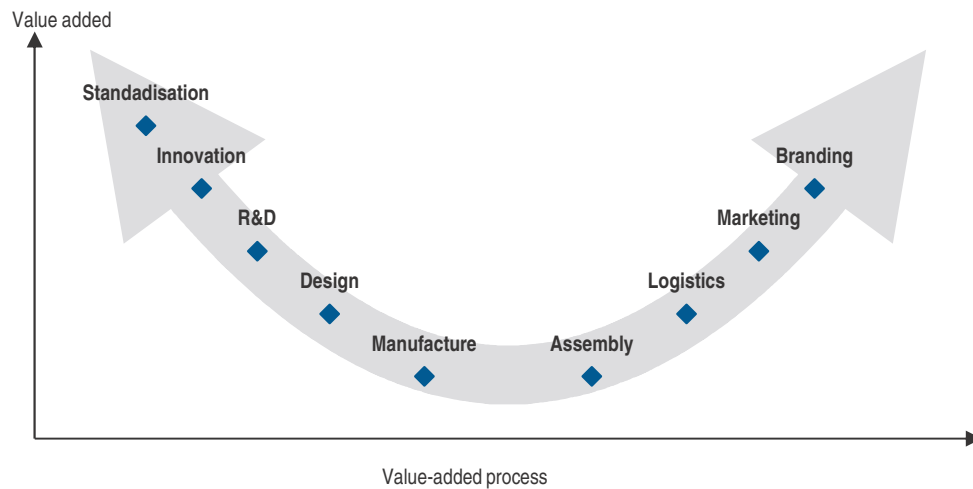 Value added
Standadisation
Innovation
Branding
R&D
Marketing
Design
Logistics
Manufacture
Assembly
Value-added process